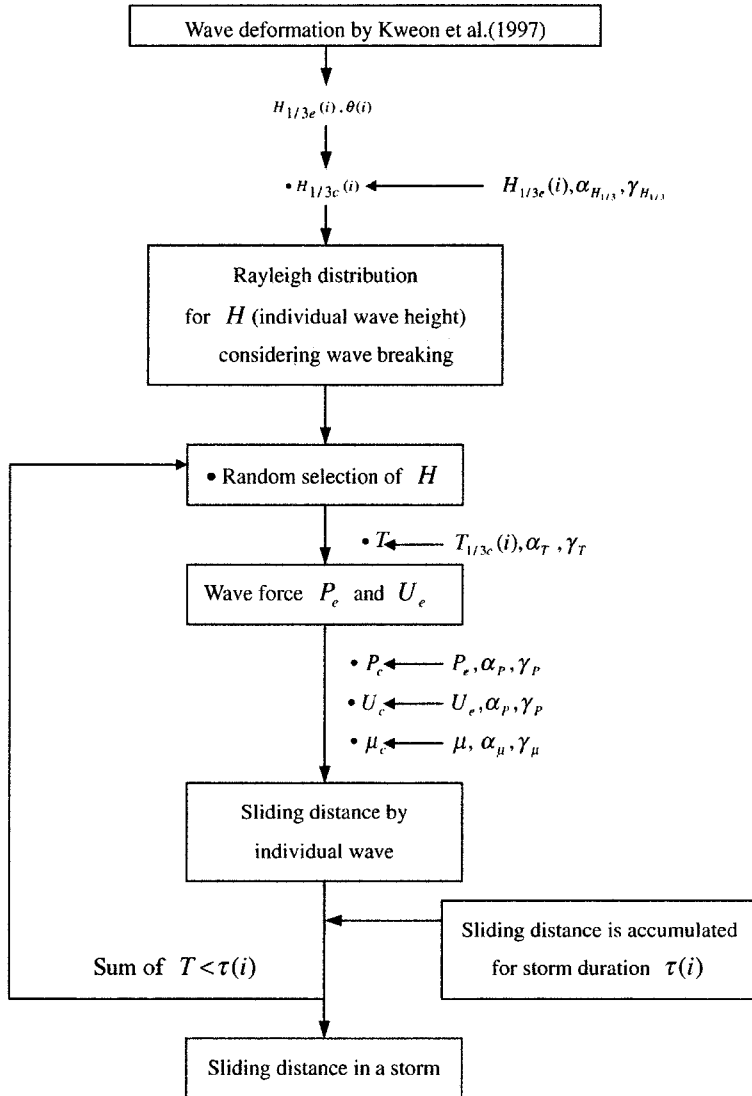 Wave deformation by Kweon et al.(1997)
H1/3e(i),θ(i)
• H1/3c(i)
H1/3e(i),αH1/3,γH1/3
Rayleigh distribution
for H (individual wave height)
considering wave breaking
• Random selection of H
• T
T1/3c(i),αT ,γT
Wave force Pe and Ue
• Pc
Pe,αP,γP
• Uc
Ue,αP,γP
• μc
μ, αμ,γμ
Sliding distance by
individual wave
Sliding distance is accumulated
for storm duration τ(i)
Sum of T<τ(i)
Sliding distance in a storm